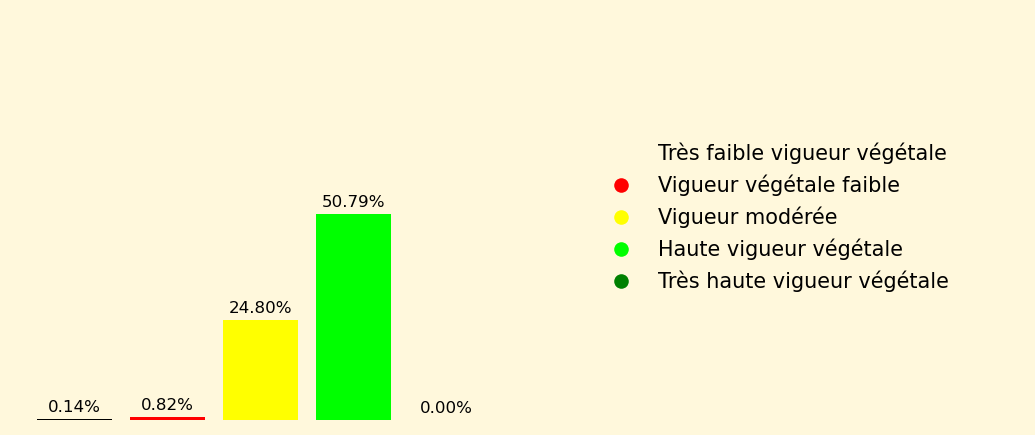 0.14%
0.82%
24.80%
50.79%
0.00%
Très faible vigueur végétale
Vigueur végétale faible
Vigueur modérée
Haute vigueur végétale
Très haute vigueur végétale